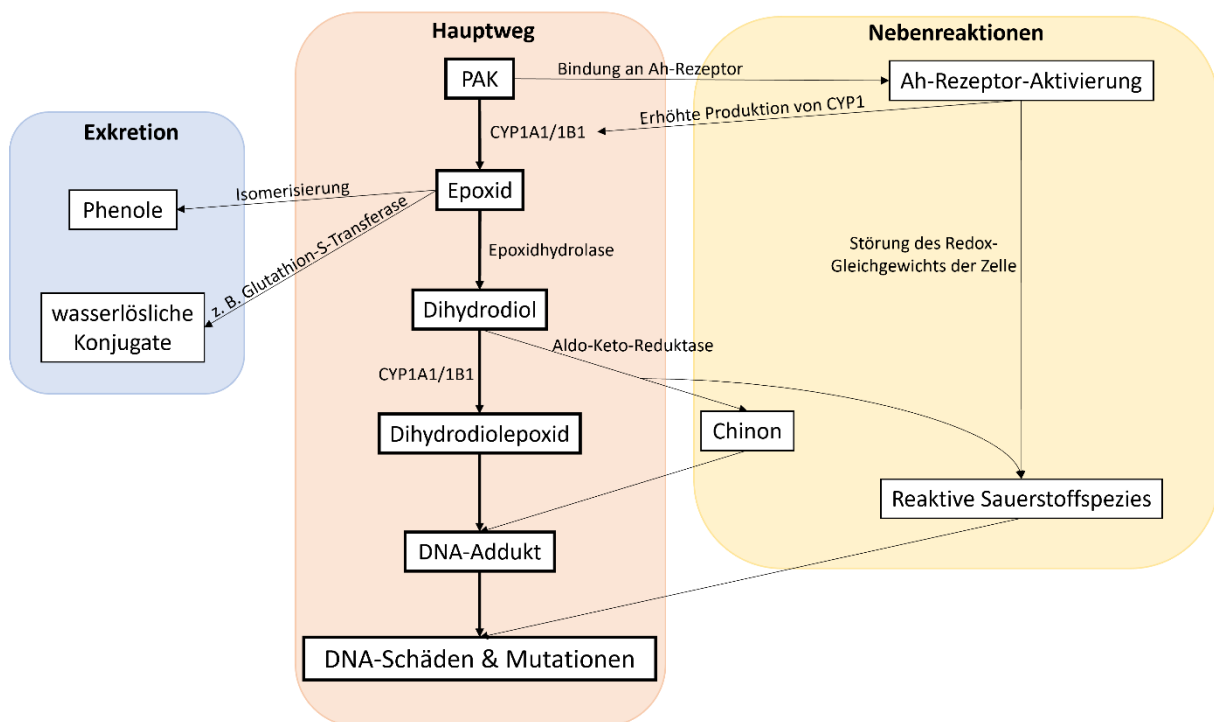 Hauptweg
Nebenreaktionen
PAK
Bindung an Ah-Rezeptor
Ah-Rezeptor-Aktivierung
Erhöhte Produktion von CYP1
CYP1A1/1B1
Exkretion
Epoxid
Isomerisierung
Phenole
z. B. Glutathion-S-Transferase
Epoxidhydrolase
Störung des Redox-
Gleichgewichts der Zelle
wasserlösliche
Konjugate
Dihydrodiol
Aldo-Keto-Reduktase
CYP1A1/1B1
Dihydrodiolepoxid
Chinon
Reaktive Sauerstoffspezies
DNA-Addukt
DNA-Schäden & Mutationen